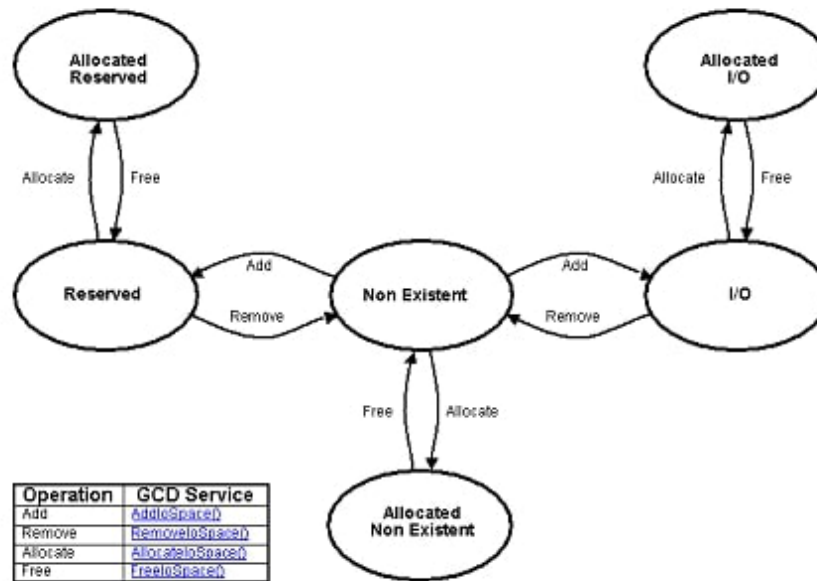 Allocated
Reserved
Allocated
I/O
Allocate
Free
Allocate
Free
Reserved
Add
Remove
Non Existent
Add
Remove
I/O
Free
Allocate
Allocated
Non Existent
Operation GCD Service
Add AddIoSpace()
Remove RemoveIoSpace()
Allocate AllocateIoSpace()
Free FreeIoSpace()